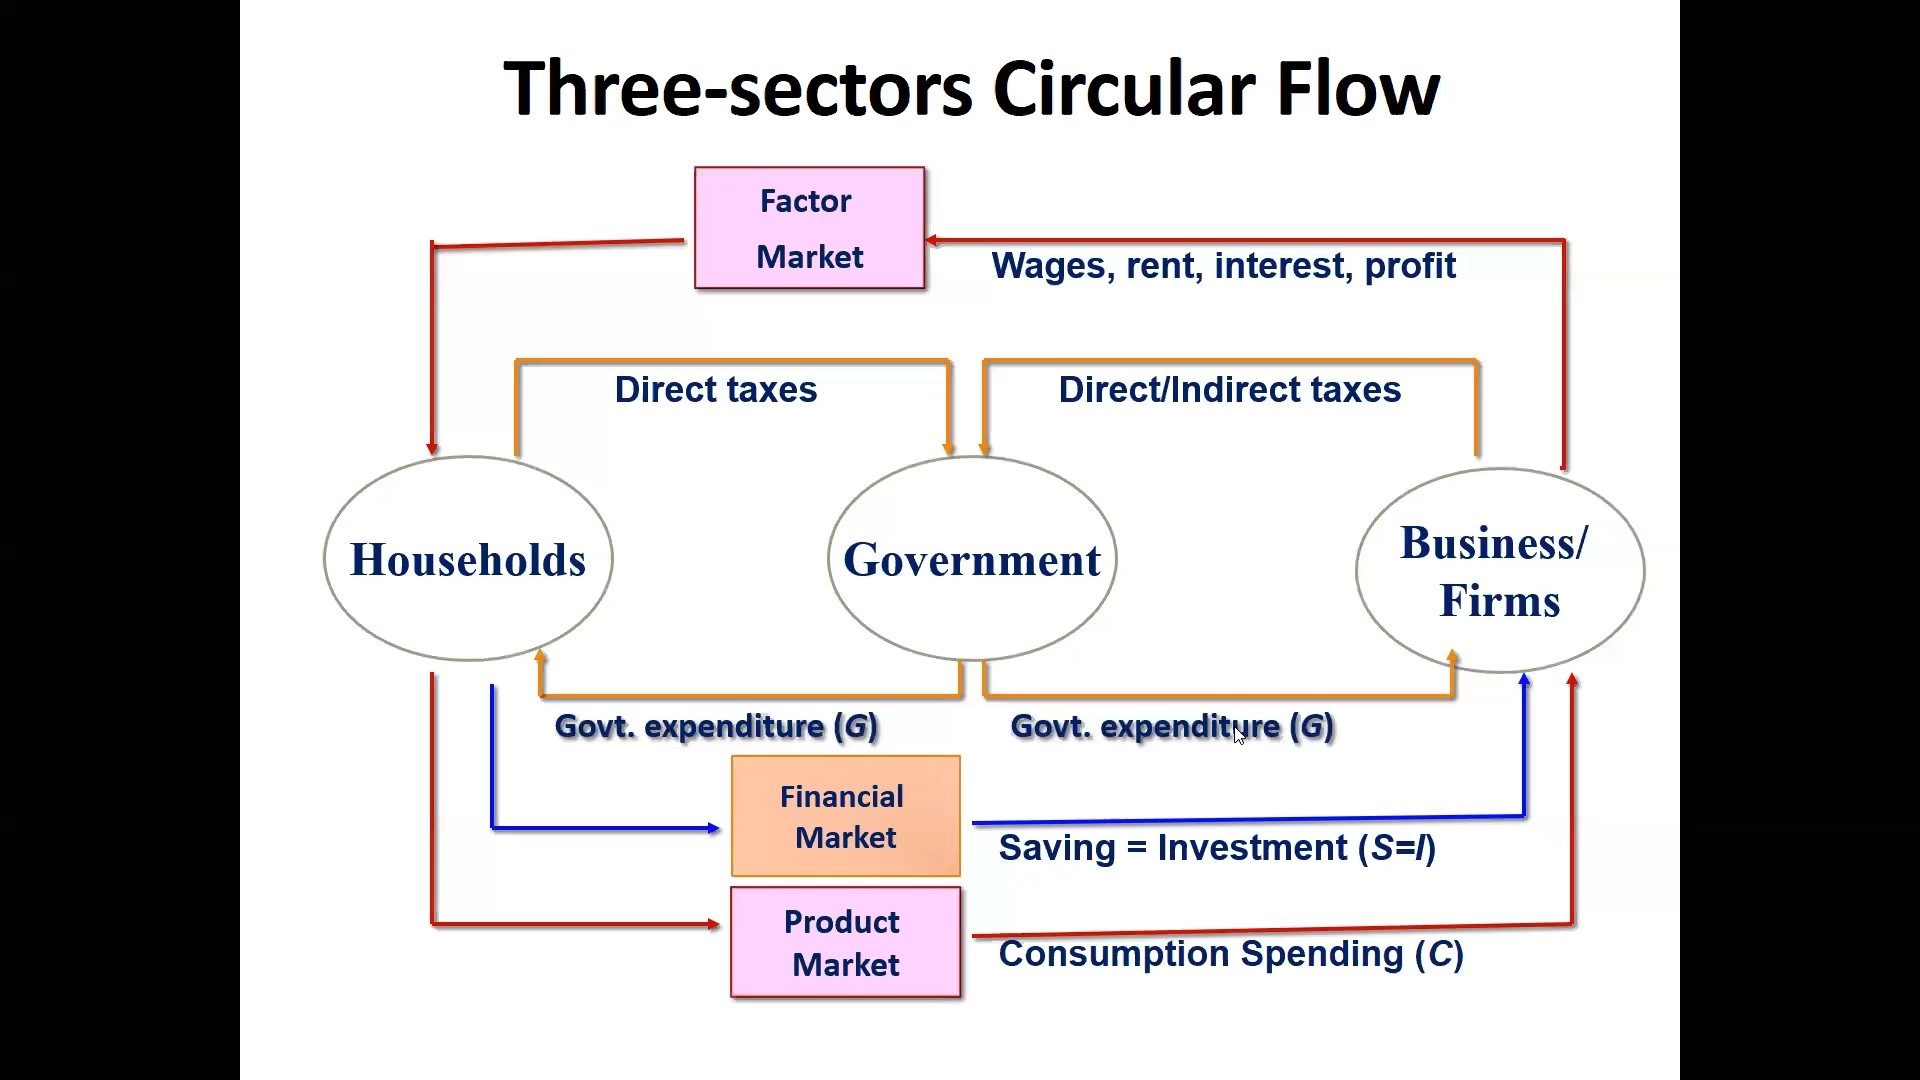 Three-sectors Circular Flow
Factor
Market
Wages, rent, interest, profit
Direct taxes
Direct/Indirect taxes
Households
Government
Business/
Firms
Govt. expenditure (G)
Govt. expenditure (G)
Financial
Market
Saving = Investment (S=I)
Product
Market
Consumption Spending (C)